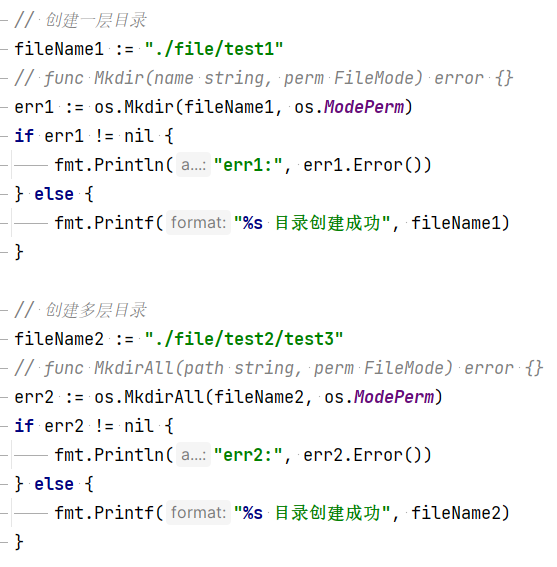 // 创建一层目录
fileName1 := "./file/test1"
// func Mkdir(name string, perm FileMode) error {}
err1 := os.Mkdir(fileName1, os.ModePerm)
if err1 != nil {
    fmt.Println( a...: "err1:", err1.Error())
} else {
    fmt.Printf( format: "%s 目录创建成功", fileName1)
}

// 创建多层目录
fileName2 := "./file/test2/test3"
// func MkdirAll(path string, perm FileMode) error {}
err2 := os.MkdirAll(fileName2, os.ModePerm)
if err2 != nil {
    fmt.Println( a...: "err2:", err2.Error())
} else {
    fmt.Printf( format: "%s 目录创建成功", fileName2)
}